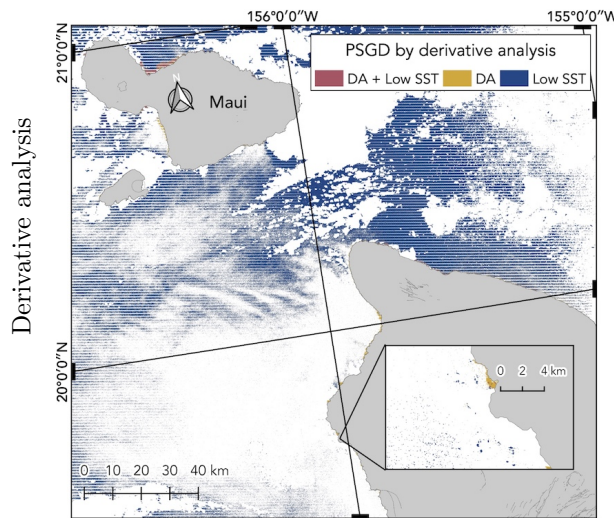 156°0'0"W
155°0'0"W
21°0'0"N
PSGD by derivative analysis
DA + Low SST
DA
Low SST
N
Maui
Derivative analysis
20°0'0"N
0 2 4 km
0 10 20 30 40 km